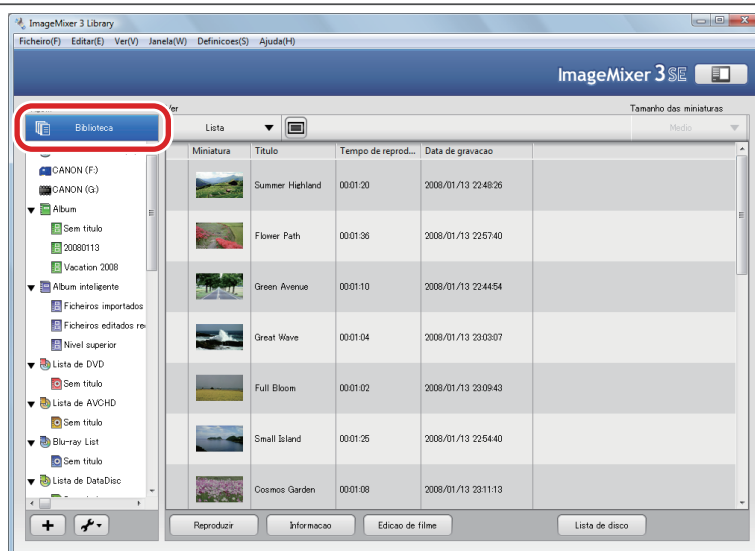 ImageMixer 3 Library
Ficheiro(F) Editar(E) Ver(V) Janela(W) Definicoes(S) Ajuda(H)
ImageMixer 3 SE
Ver
Tamanho das miniaturas
Biblioteca
Lista
Medio
Miniatura Titulo Tempo de reprod... Data de gravacao
CANON (F:)
CANON (G:)
Album
Sem titulo
20080113
Vacation 2008
Album inteligente
Ficheiros importados
Ficheiros editados re
Nivel superior
Lista de DVD
Sem titulo
Lista de AVCHD
Sem titulo
Blu-ray List
Sem titulo
Lista de DataDisc
Summer Highland 00:01:20 2008/01/13 22:48:26
Flower Path 00:01:36 2008/01/13 22:57:40
Green Avenue 00:01:10 2008/01/13 22:44:54
Great Wave 00:01:04 2008/01/13 23:03:07
Full Bloom 00:01:02 2008/01/13 23:09:43
Small Island 00:01:25 2008/01/13 22:54:40
Cosmos Garden 00:01:08 2008/01/13 23:11:13
Reproduzir
Informacao
Edicao de filme
Lista de disco